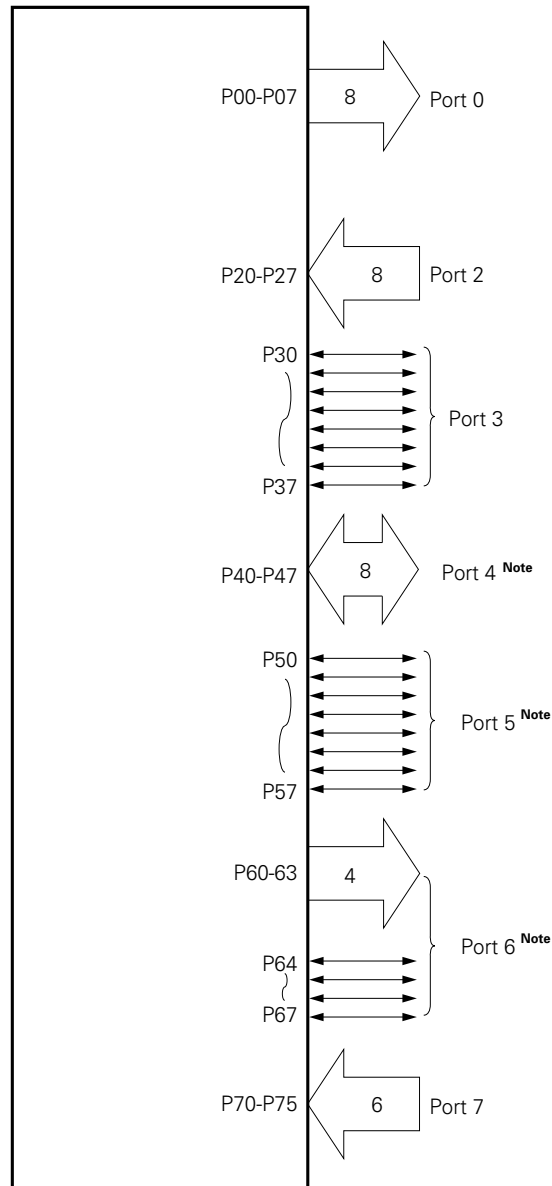 P00-P07 8 Port 0
P20-P27 8 Port 2
P30
Port 3
P37
P40-P47 8 Port 4 Note
P50
Port 5 Note
P57
P60-63 4
Port 6 Note
P64
P67
P70-P75 6 Port 7